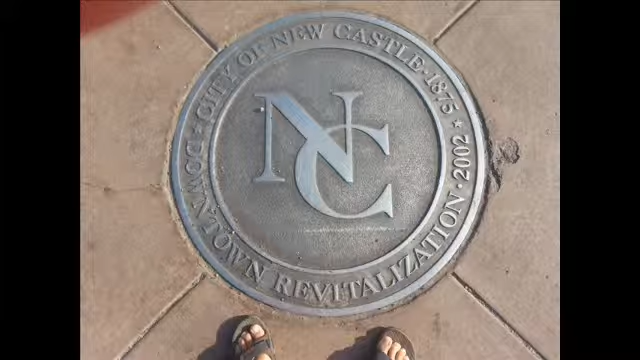 CITY OF NEW CASTLE · 1875
NC
DOWNTOWN REVITALIZATION · 2002